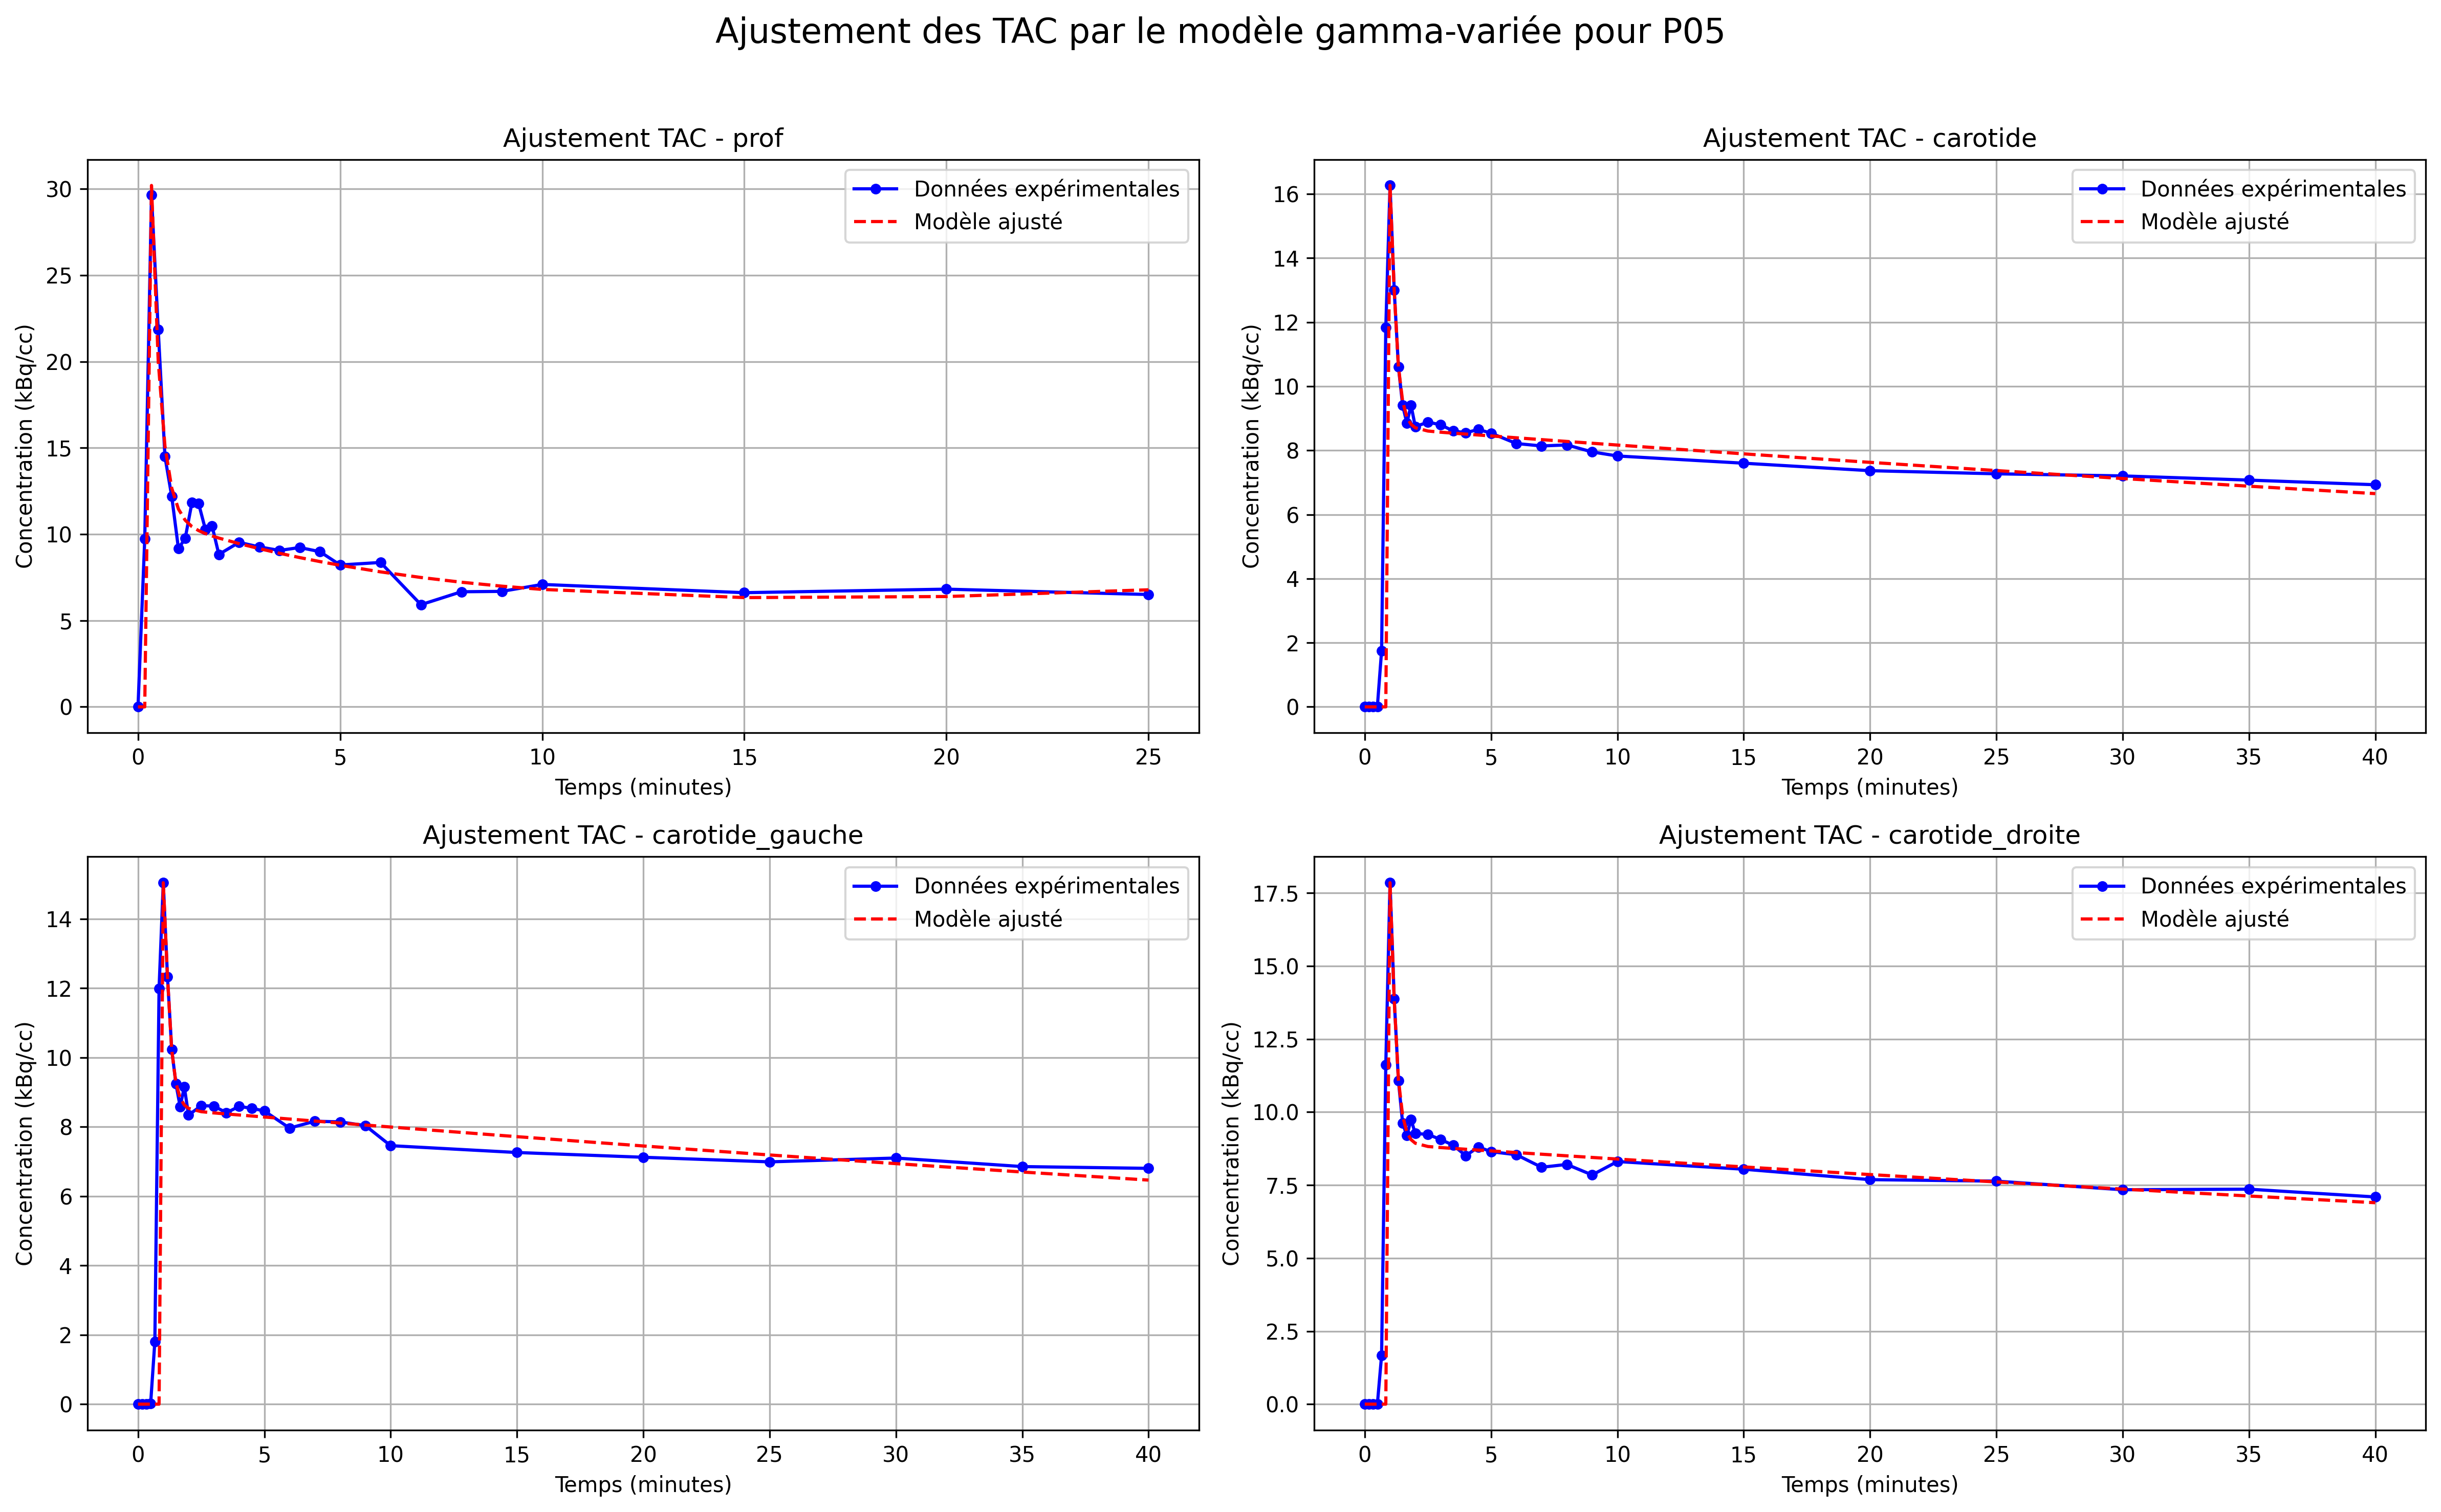 Ajustement des TAC par le modèle gamma-variée pour P05
Ajustement TAC - prof
Concentration (kBq/cc)
30
25
20
15
10
5
0
Données expérimentales
Modèle ajusté
0 5 10 15 20 25
Temps (minutes)
Ajustement TAC - carotide
Concentration (kBq/cc)
16
14
12
10
8
6
4
2
0
Données expérimentales
Modèle ajusté
0 5 10 15 20 25 30 35 40
Temps (minutes)
Ajustement TAC - carotide_gauche
Concentration (kBq/cc)
14
12
10
8
6
4
2
0
Données expérimentales
Modèle ajusté
0 5 10 15 20 25 30 35 40
Temps (minutes)
Ajustement TAC - carotide_droite
Concentration (kBq/cc)
17.5
15.0
12.5
10.0
7.5
5.0
2.5
0.0
Données expérimentales
Modèle ajusté
0 5 10 15 20 25 30 35 40
Temps (minutes)